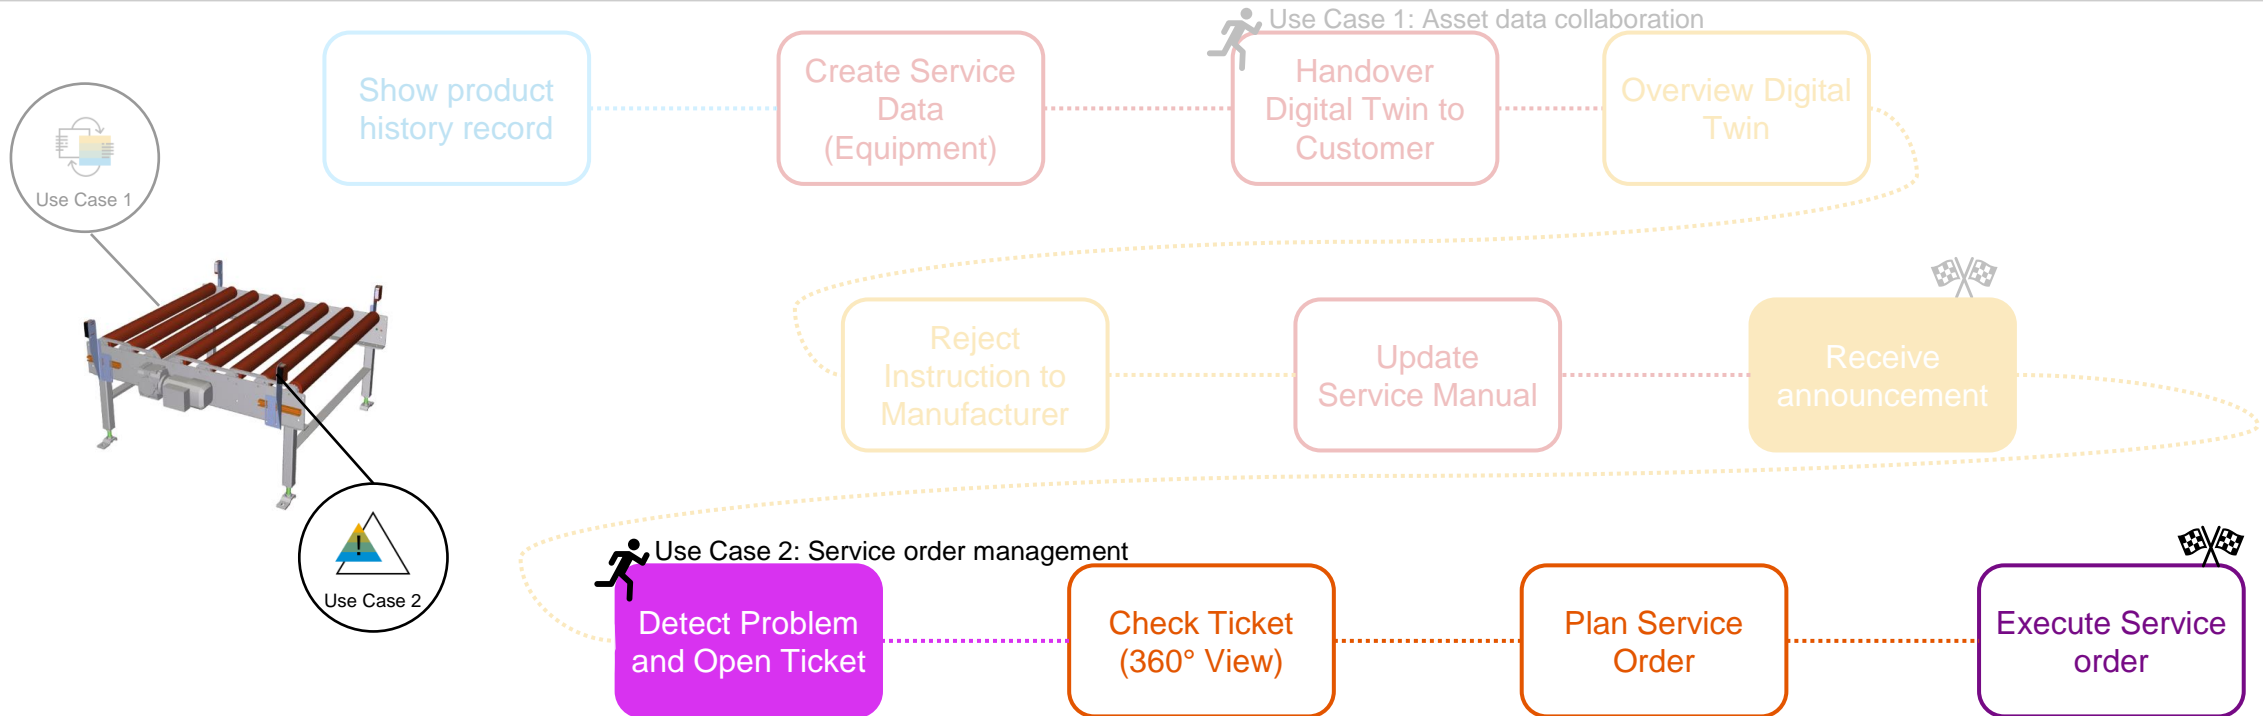 Use Case 1: Asset data collaboration
Show product
history record
Create Service
Data
(Equipment)
Handover
Digital Twin to
Customer
Overview Digital
Twin
Use Case 1
Reject
Instruction to
Manufacturer
Update
Service Manual
Receive
announcement
!
Use Case 2
Use Case 2: Service order management
Detect Problem
and Open Ticket
Check Ticket
(360° View)
Plan Service
Order
Execute Service
order